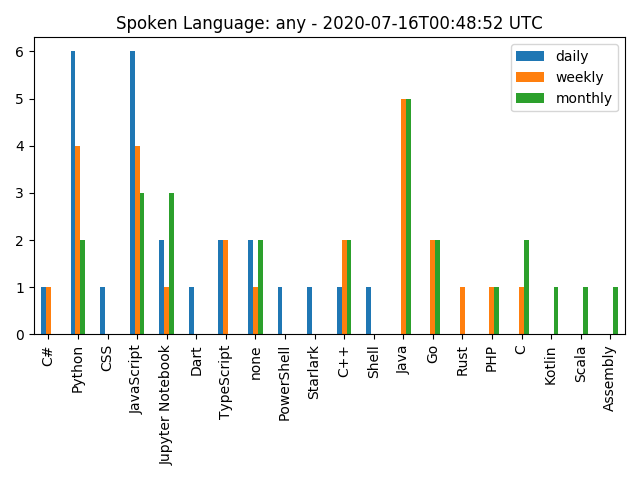 Spoken Language: any - 2020-07-16T00:48:52 UTC
daily
weekly
monthly
6
5
4
3
2
1
0
C#
Python
CSS
JavaScript
Jupyter Notebook
Dart
TypeScript
none
PowerShell
Starlark
C++
Shell
Java
Go
Rust
PHP
C
Kotlin
Scala
Assembly